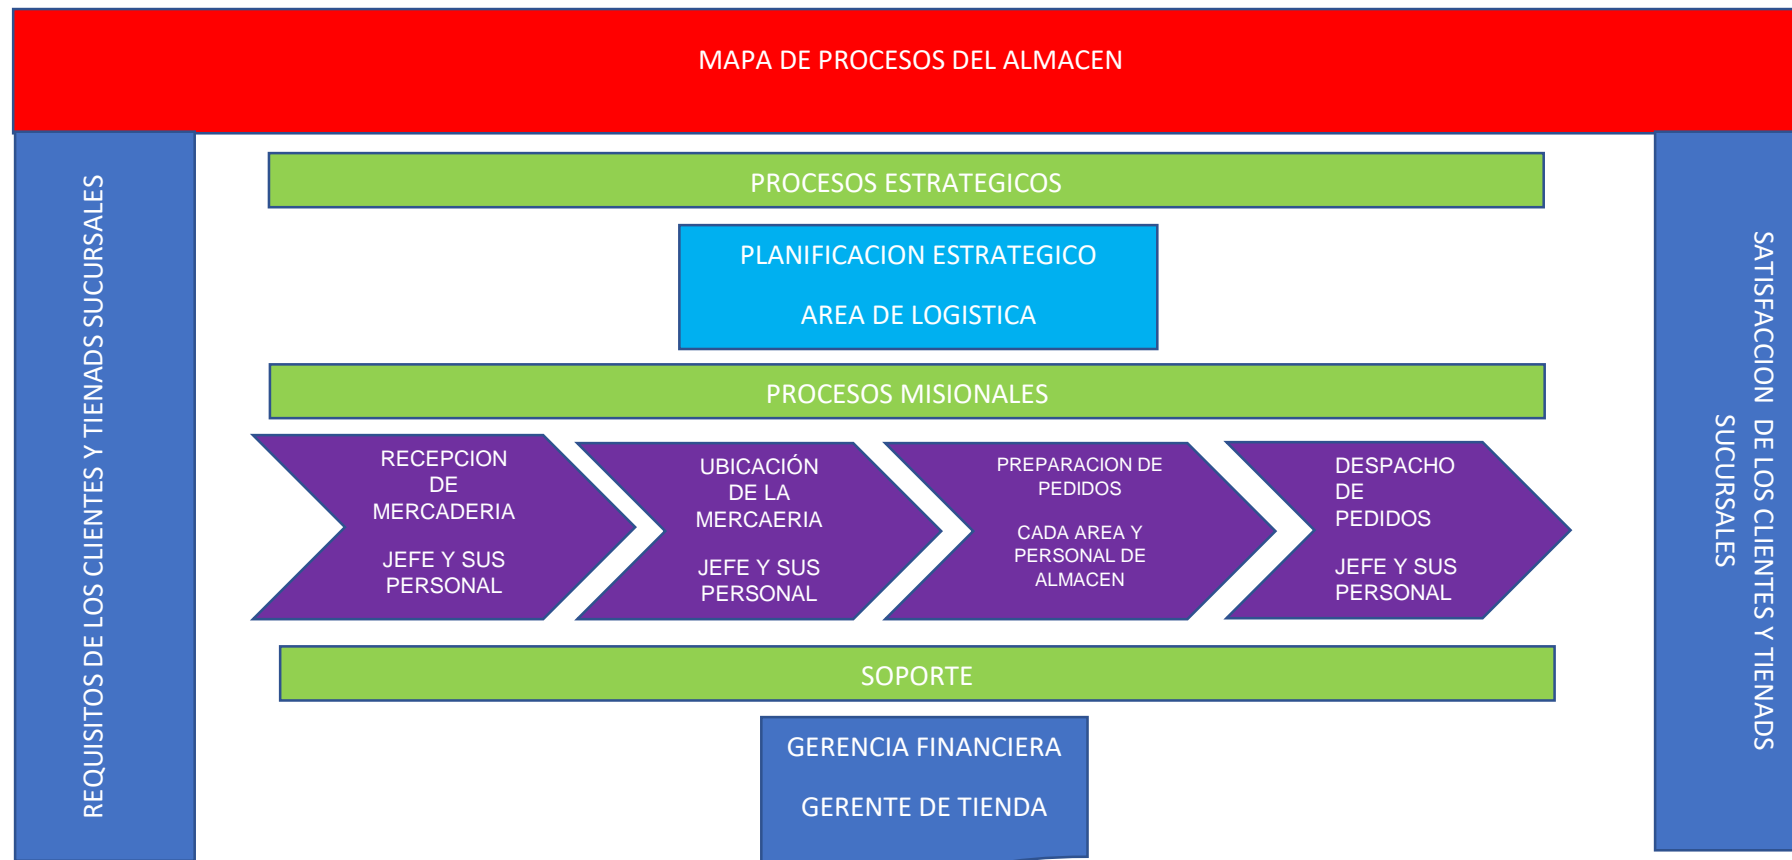 MAPA DE PROCESOS DEL ALMACEN
REQUISITOS DE LOS CLIENTES Y TIENADS SUCURSALES
PROCESOS ESTRATEGICOS
PLANIFICACION ESTRATEGICO
AREA DE LOGISTICA
PROCESOS MISIONALES
RECEPCION
DE
MERCADERIA
JEFE Y SUS
PERSONAL
UBICACIÓN
DE LA
MERCAERIA
JEFE Y SUS
PERSONAL
PREPARACION DE
PEDIDOS
CADA AREA Y
PERSONAL DE
ALMACEN
DESPACHO
DE
PEDIDOS
JEFE Y SUS
PERSONAL
SOPORTE
GERENCIA FINANCIERA
GERENTE DE TIENDA
SATISFACCION  DE LOS CLIENTES Y TIENADS
SUCURSALES